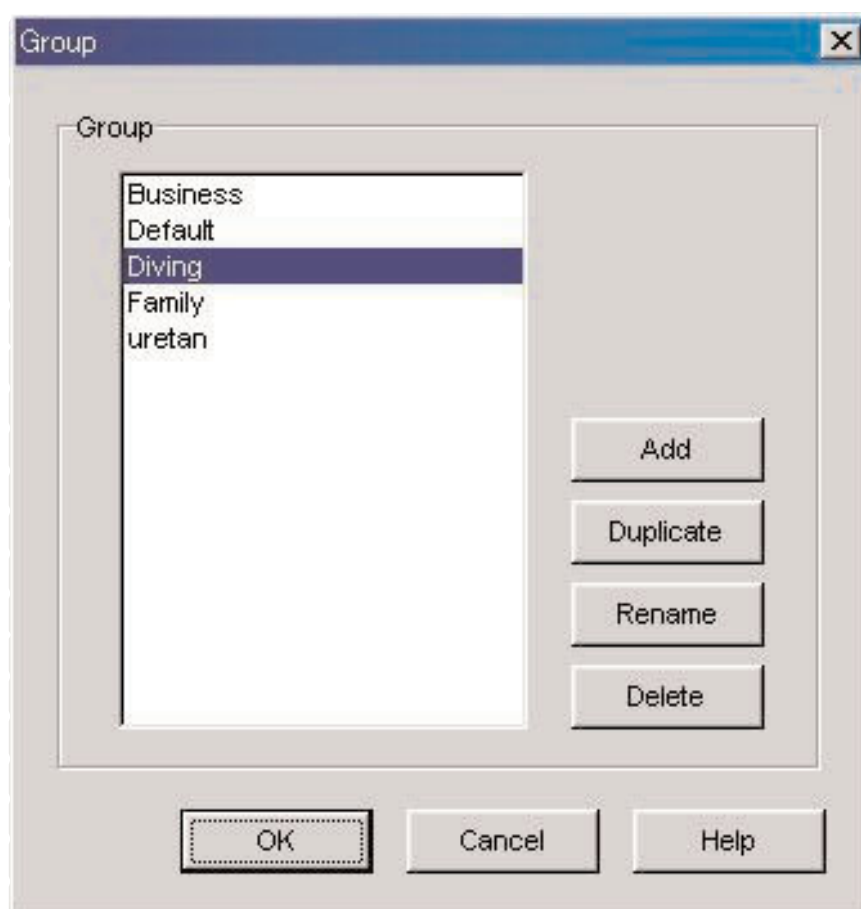 Group
Group
Business
Default
Diving
Family
uretan
Add
Duplicate
Rename
Delete
OK
Cancel
Help